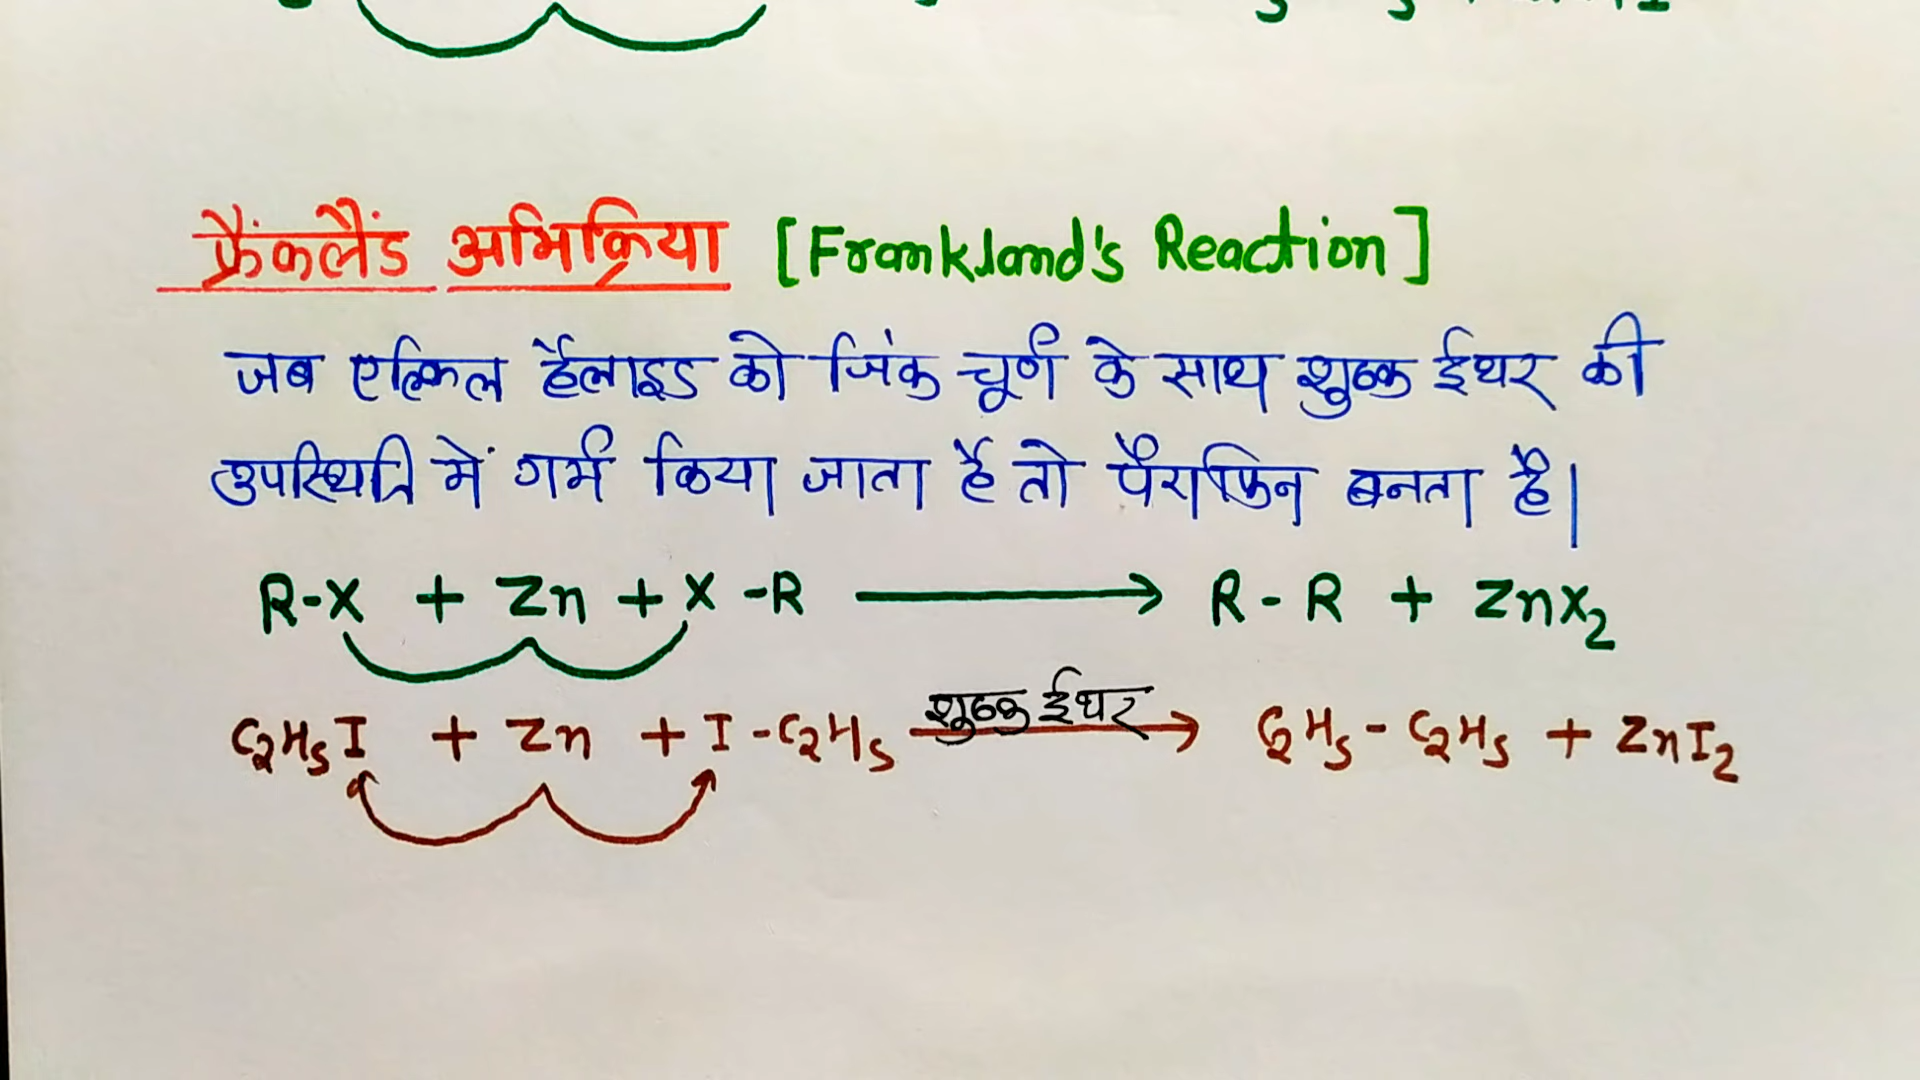 फ्रैंकलैंड अभिक्रिया [Frankland's Reaction]
जब एल्किल हैलाइड को जिंक चूर्ण के साथ शुष्क ईथर की
उपस्थिति में गर्म किया जाता है तो पैराफिन बनता है।
R-X + Zn + X-R → R-R + ZnX₂
C₂H₅I + Zn + I-C₂H₅ शुष्क ईथर → C₂H₅-C₂H₅ + ZnI₂